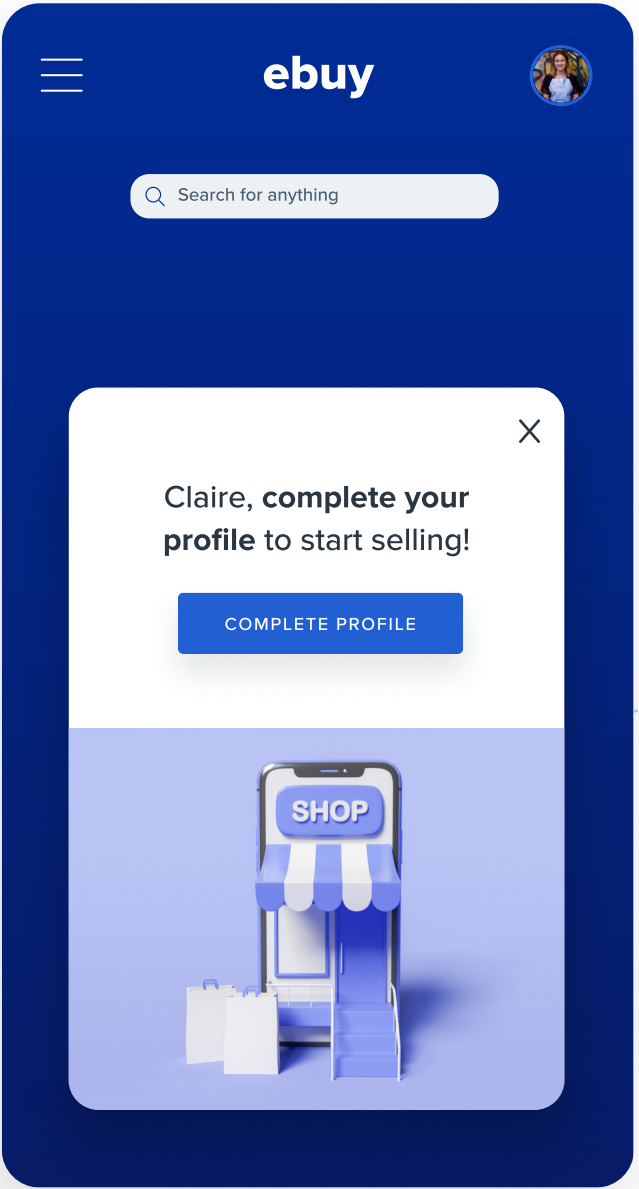 ebuy
Search for anything
Claire, complete your
profile to start selling!
COMPLETE PROFILE
SHOP